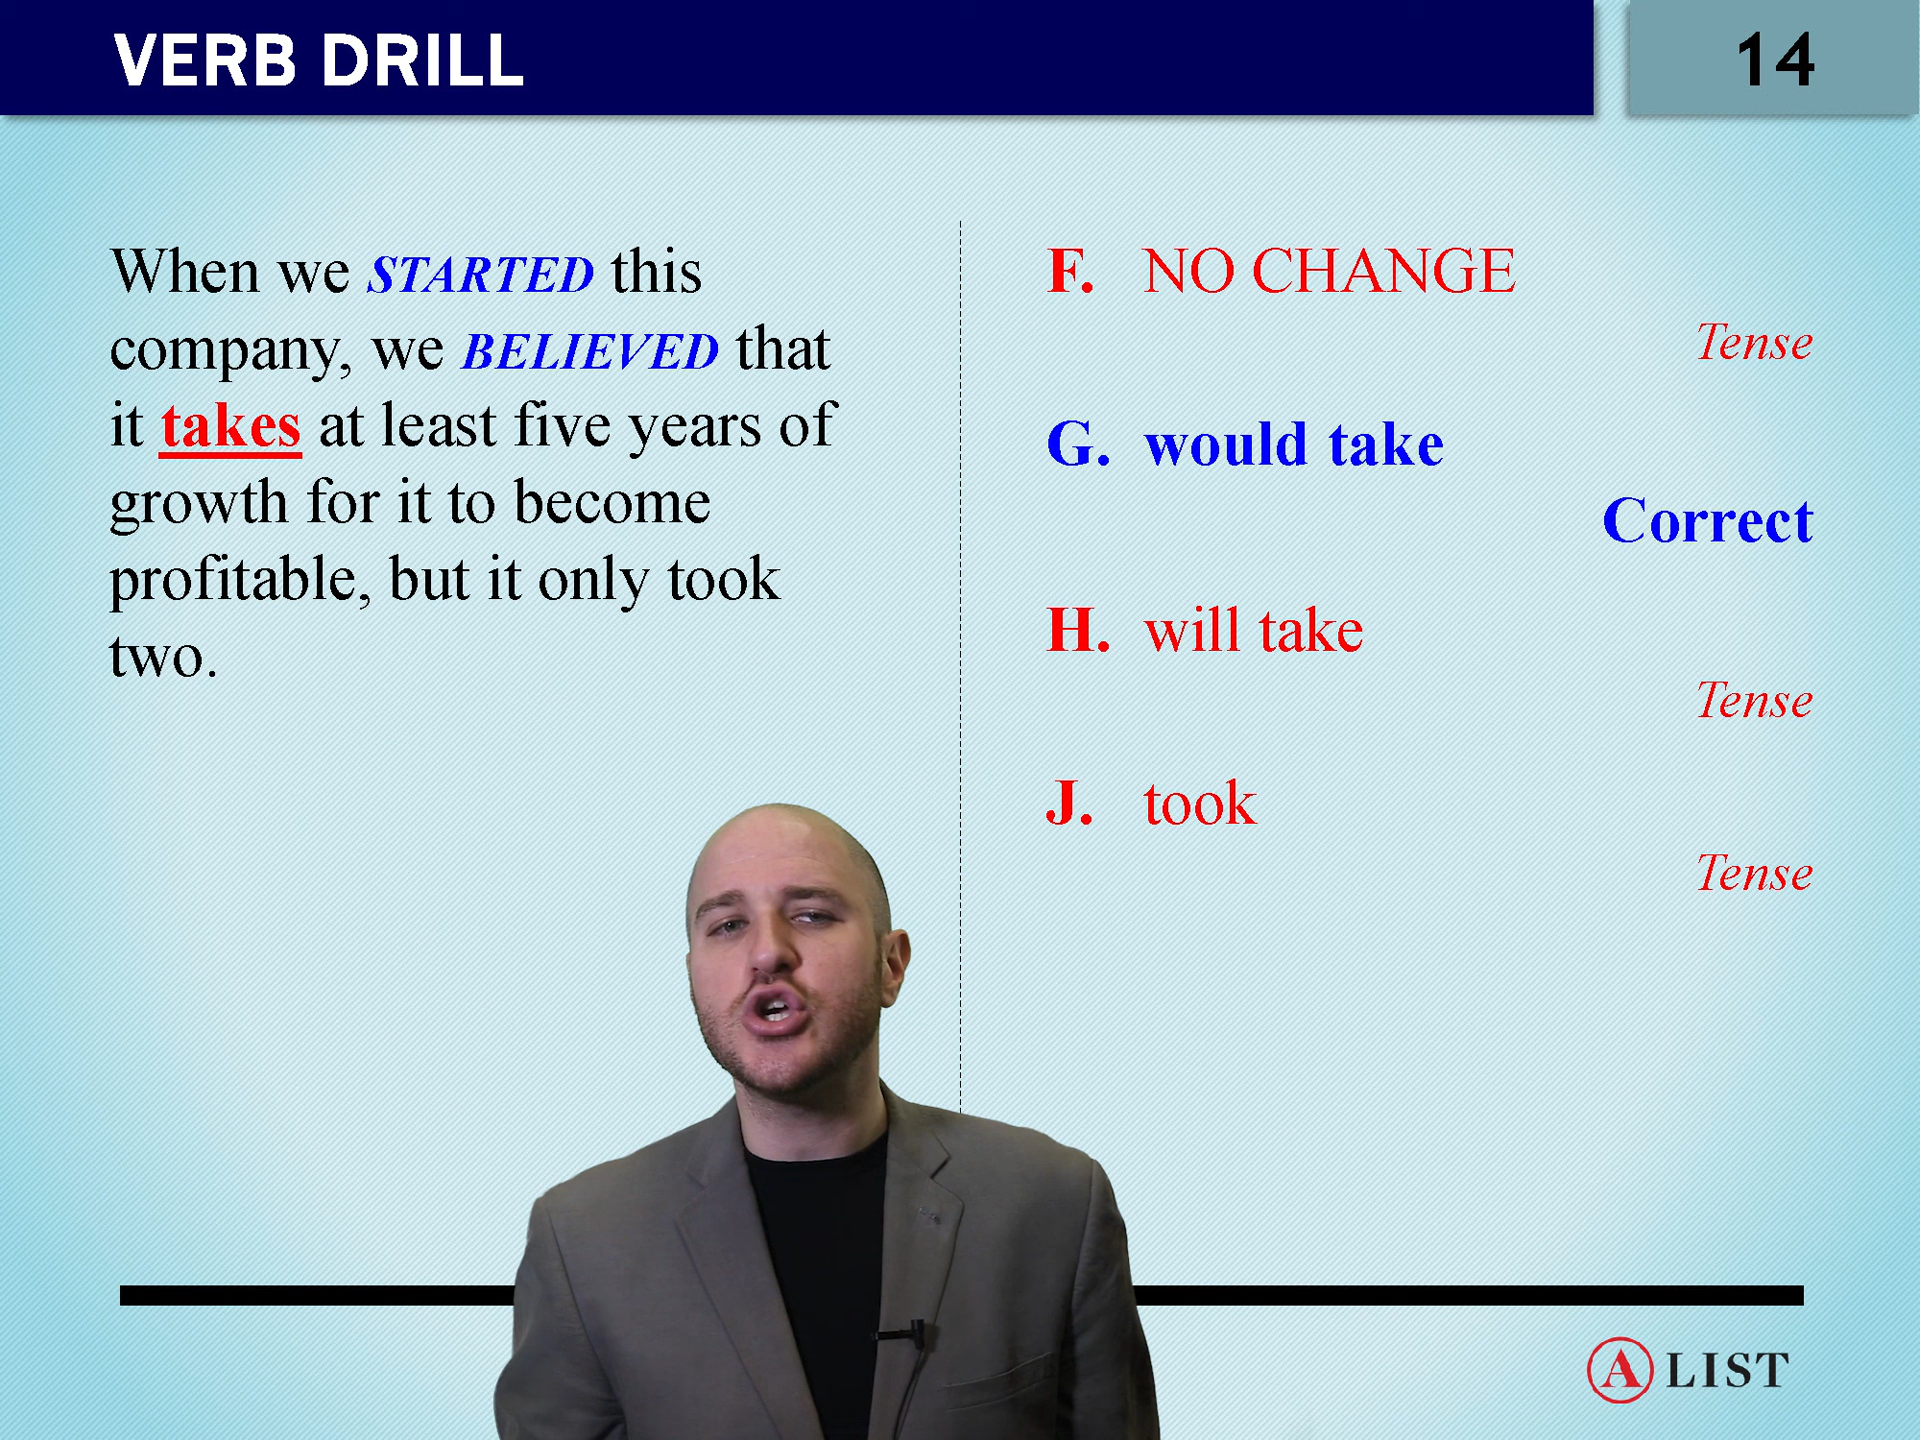 VERB DRILL
14
When we STARTED this
company, we BELIEVED that
it takes at least five years of
growth for it to become
profitable, but it only took
two.
F. NO CHANGE
Tense
G. would take
Correct
H. will take
Tense
J. took
Tense
A LIST